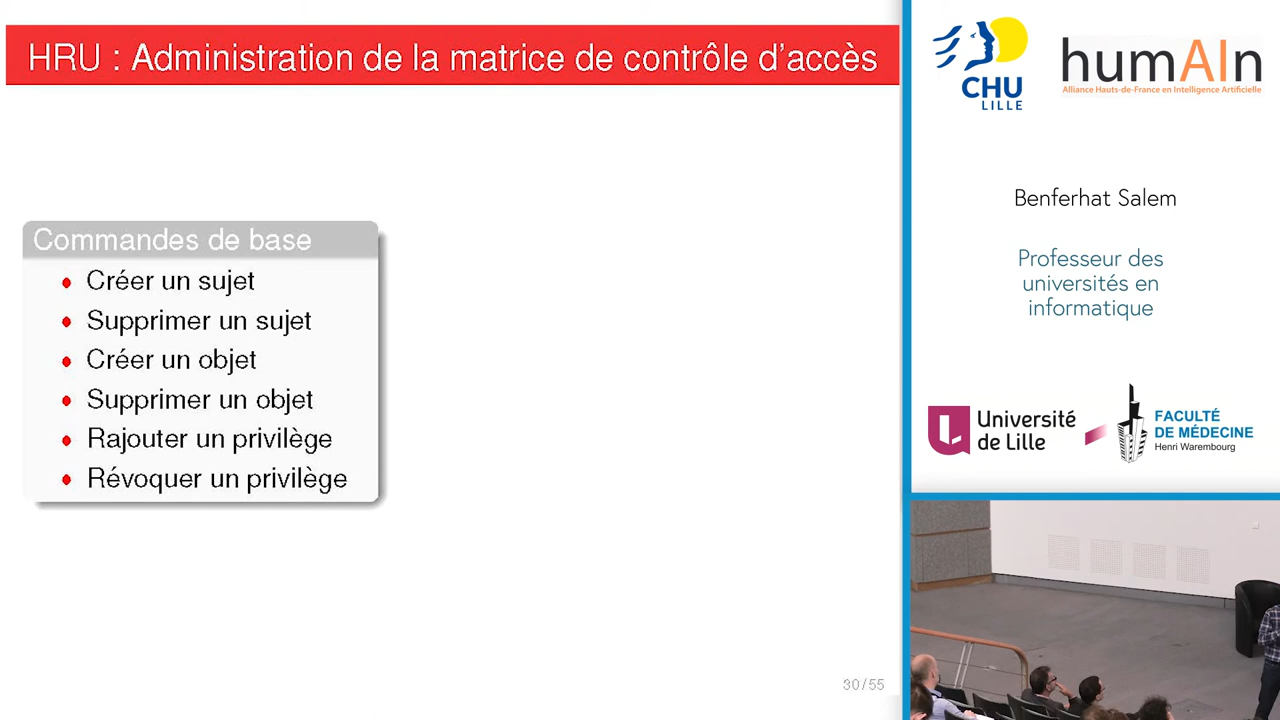 HRU : Administration de la matrice de contrôle d'accès
Commandes de base
Créer un sujet
Supprimer un sujet
Créer un objet
Supprimer un objet
Rajouter un privilège
Révoquer un privilège
30/55
CHU
LILLE
humAIn
Alliance Hauts-de-France en Intelligence Artificielle
Benferhat Salem
Professeur des
universités en
informatique
Université
de Lille
FACULTÉ
DE MÉDECINE
Henri Warembourg